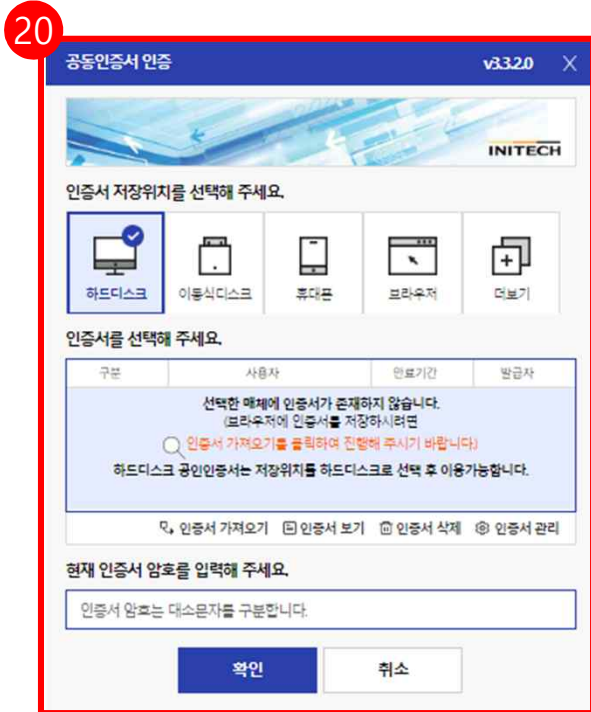 20
공동인증서 인증 v3.3.2.0
INITECH
인증서 저장위치를 선택해 주세요.
하드디스크 이동식디스크 휴대폰 브라우저 더보기
인증서를 선택해 주세요.
구분 사용자 만료기간 발급자
선택한 매체에 인증서가 존재하지 않습니다.
(브라우저에 인증서를 저장하시려면
인증서 가져오기를 클릭하여 진행해 주시기 바랍니다.)
하드디스크 공인인증서는 저장위치를 하드디스크로 선택 후 이용가능합니다.
인증서 가져오기 인증서 보기 인증서 삭제 인증서 관리
현재 인증서 암호를 입력해 주세요.
인증서 암호는 대소문자를 구분합니다.
확인 취소